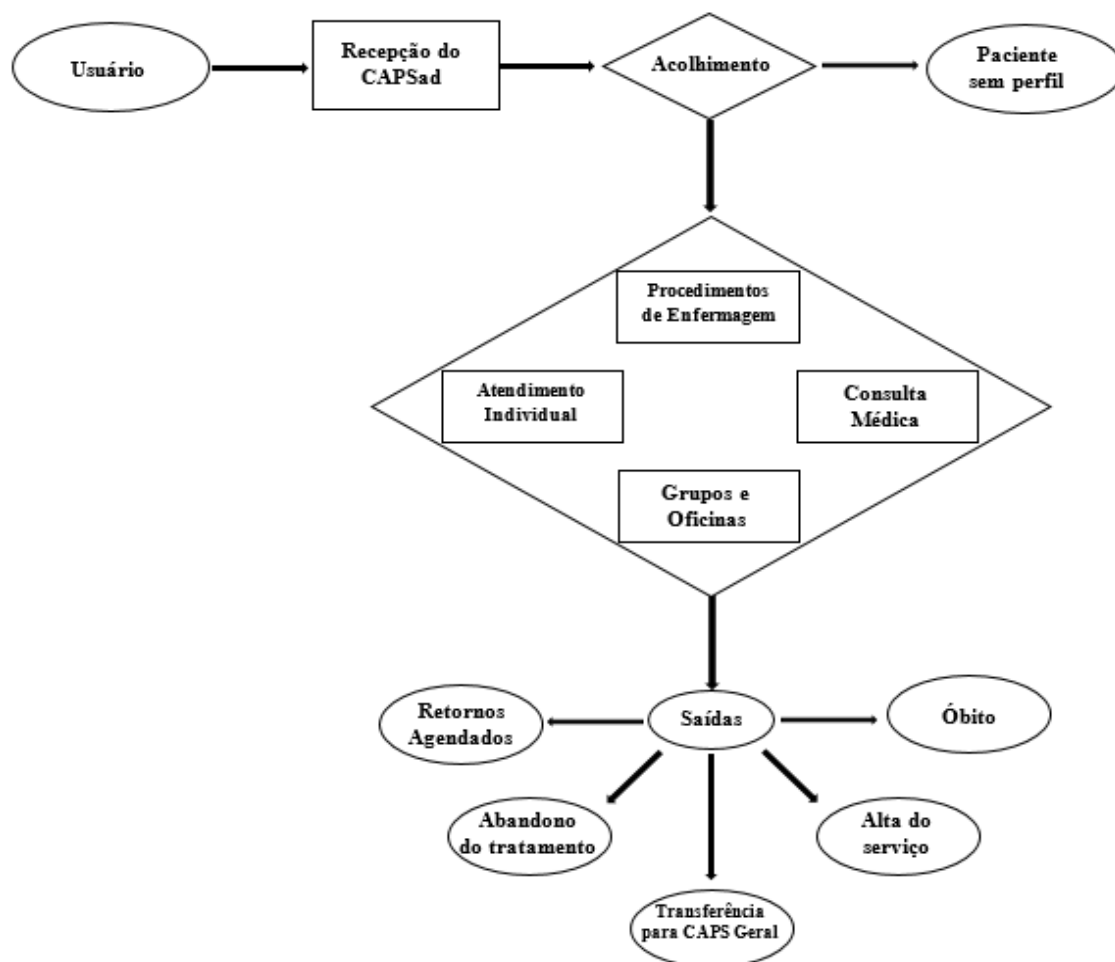 Usuário
Recepção do
CAPSad
Acolhimento
Paciente
sem perfil
Procedimentos
de Enfermagem
Atendimento
Individual
Consulta
Médica
Grupos e
Oficinas
Retornos
Agendados
Saídas
Óbito
Abandono
do tratamento
Alta do
serviço
Transferência
para CAPS Geral